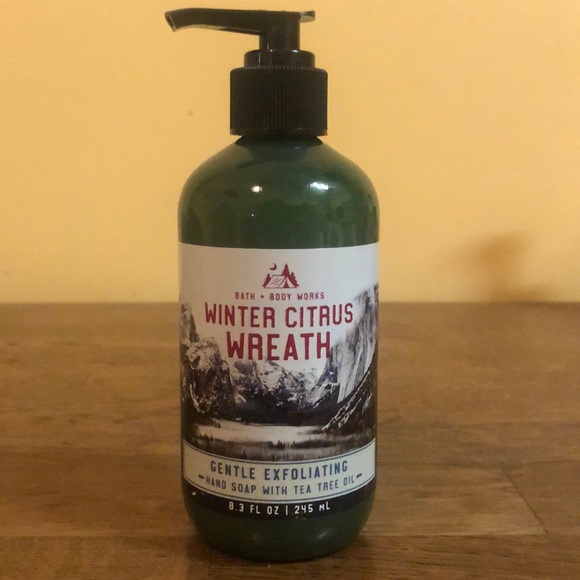 BATH + BODY WORKS
WINTER CITRUS
WREATH
GENTLE EXFOLIATING
HAND SOAP WITH TEA TREE OIL
8.3 FL OZ | 245 mL